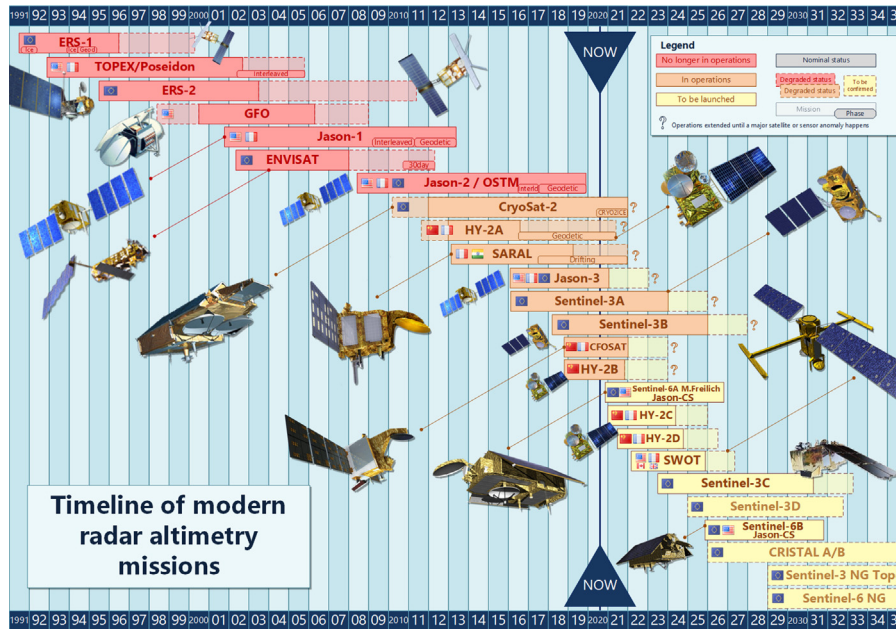 1991 92 93 94 95 96 97 98 99 2000 01 02 03 04 05 06 07 08 09 2010 11 12 13 14 15 16 17 18 19 2020 21 22 23 24 25 26 27 28 29 2030 31 32 33 34
ERS-1
Ice Ice Geod
TOPEX/Poseidon
Interleaved
ERS-2
GFO
Jason-1
Interleaved Geodetic
ENVISAT
30day
Jason-2 / OSTM
Interld Geodetic
CryoSat-2
CRYO2ICE
?
HY-2A
Geodetic
?
SARAL
Drifting
?
Jason-3
?
Sentinel-3A
?
Sentinel-3B
?
CFOSAT
?
HY-2B
?
Sentinel-6A M.Freilich
Jason-CS
HY-2C
HY-2D
SWOT
Sentinel-3C
Sentinel-3D
Sentinel-6B
Jason-CS
CRISTAL A/B
Sentinel-3 NG Topo
Sentinel-6 NG
NOW
Legend
No longer in operations
In operations
To be launched
Nominal status
Degraded status
Degraded status
To be
confirmed
Mission
Phase
? Operations extended until a major satellite or sensor anomaly happens
Timeline of modern
radar altimetry
missions
NOW
1991 92 93 94 95 96 97 98 99 2000 01 02 03 04 05 06 07 08 09 2010 11 12 13 14 15 16 17 18 19 2020 21 22 23 24 25 26 27 28 29 2030 31 32 33 34